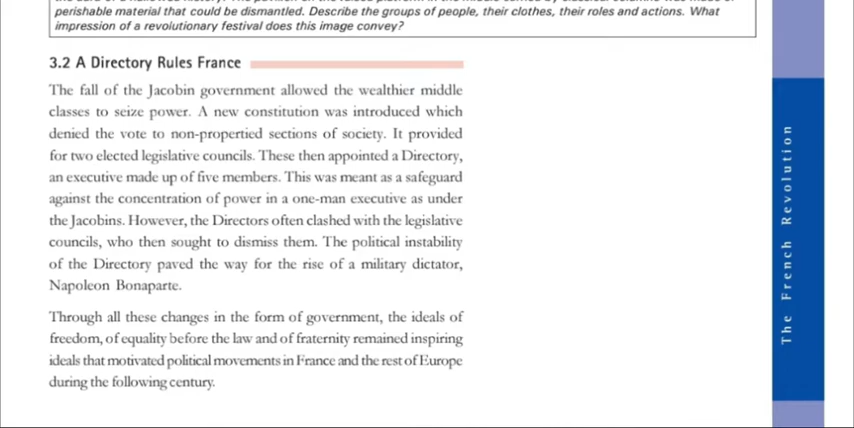 perishable material that could be dismantled. Describe the groups of people, their clothes, their roles and actions. What
impression of a revolutionary festival does this image convey?
3.2 A Directory Rules France
The fall of the Jacobin government allowed the wealthier middle
classes to seize power. A new constitution was introduced which
denied the vote to non-propertied sections of society. It provided
for two elected legislative councils. These then appointed a Directory,
an executive made up of five members. This was meant as a safeguard
against the concentration of power in a one-man executive as under
the Jacobins. However, the Directors often clashed with the legislative
councils, who then sought to dismiss them. The political instability
of the Directory paved the way for the rise of a military dictator,
Napoleon Bonaparte.
Through all these changes in the form of government, the ideals of
freedom, of equality before the law and of fraternity remained inspiring
ideals that motivated political movements in France and the rest of Europe
during the following century.
The French Revolution